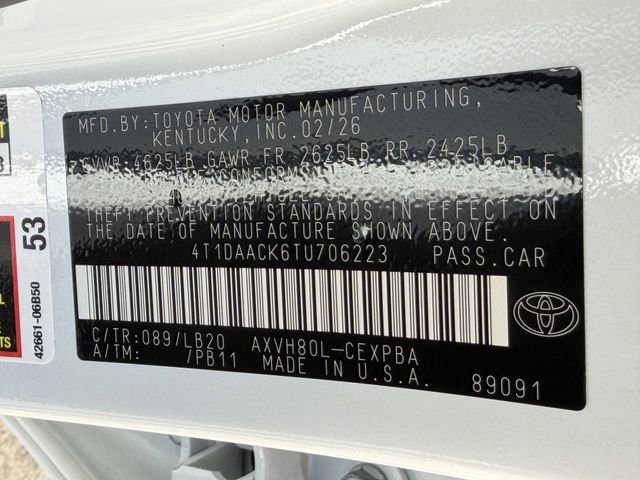 MFD.BY:TOYOTA MOTOR MANUFACTURING,
KENTUCKY,INC.02/26
GVWR 4625LB GAWR FR 2625LB RR 2425LB
THEFT PREVENTION STANDARDS IN EFFECT ON
THE DATE OF MANUFACTURE SHOWN ABOVE.
4T1DAACK6TU706223 PASS.CAR
C/TR:089/LB20 AXVH80L-CEXPBA
A/TM: /PB11 MADE IN U.S.A.
89091
53
42661-06B50